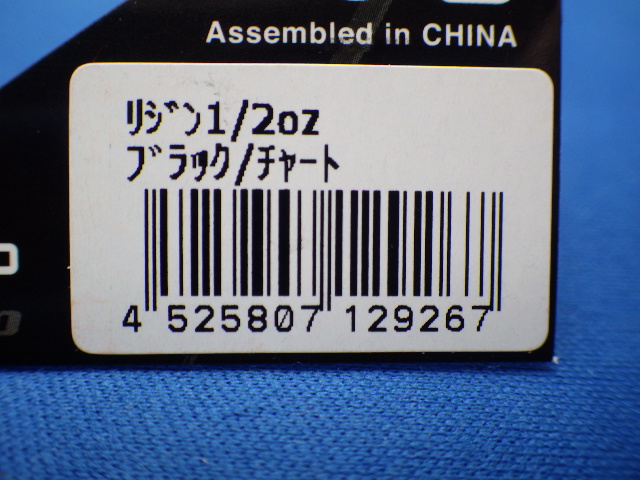 Assembled in CHINA
ﾘｼﾞﾝ1/2oz
ﾌﾞﾗｯｸ/ﾁｬｰﾄ
4 525807 129267